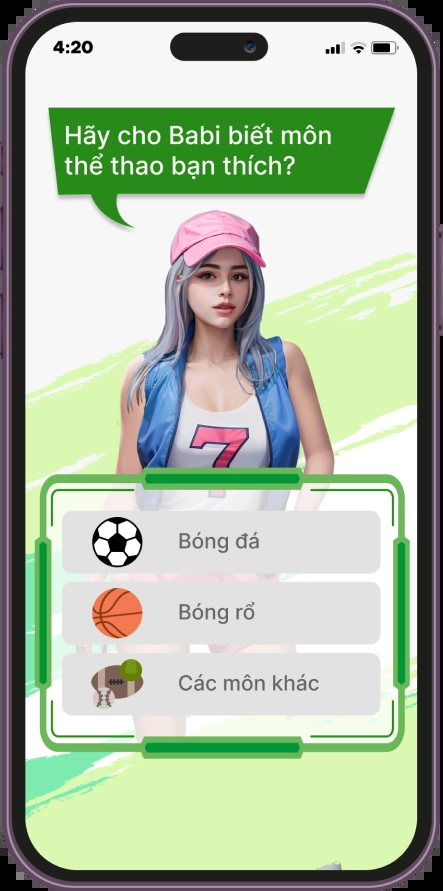 4:20
Hãy cho Babi biết môn
thể thao bạn thích?
7
Bóng đá
Bóng rổ
Các môn khác